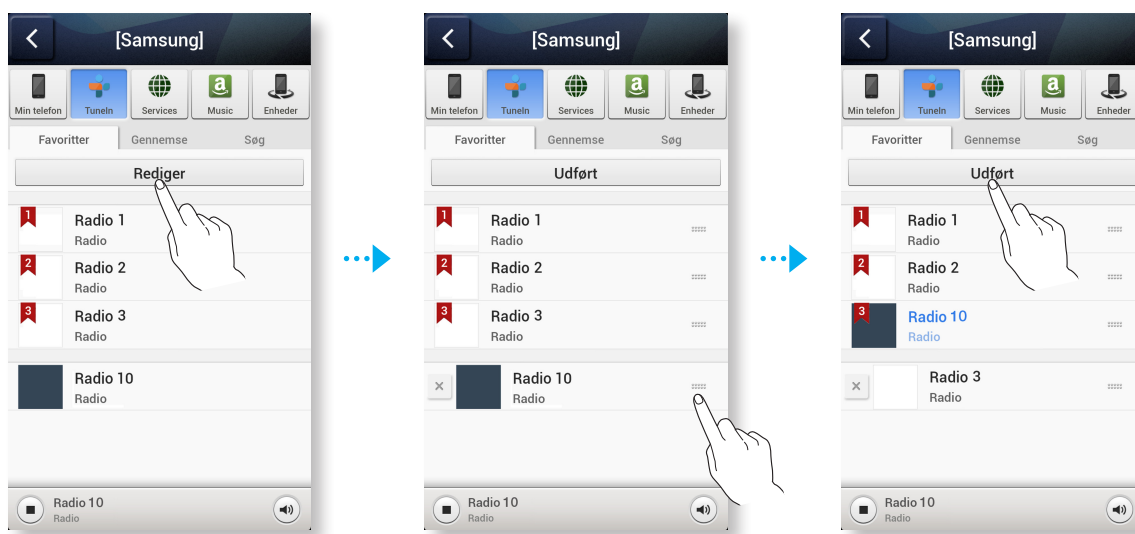 [Samsung]
Min telefon TuneIn Services Music Enheder
Favoritter Gennemse Søg
Rediger
1 Radio 1
Radio
2 Radio 2
Radio
3 Radio 3
Radio
Radio 10
Radio
Radio 10
Radio
[Samsung]
Min telefon TuneIn Services Music Enheder
Favoritter Gennemse Søg
Udført
1 Radio 1
Radio
2 Radio 2
Radio
3 Radio 3
Radio
Radio 10
Radio
Radio 10
Radio
[Samsung]
Min telefon TuneIn Services Music Enheder
Favoritter Gennemse Søg
Udført
1 Radio 1
Radio
2 Radio 2
Radio
3 Radio 10
Radio
Radio 3
Radio
Radio 10
Radio